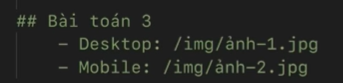 ## Bài toán 3
- Desktop: /img/ảnh-1.jpg
- Mobile: /img/ảnh-2.jpg